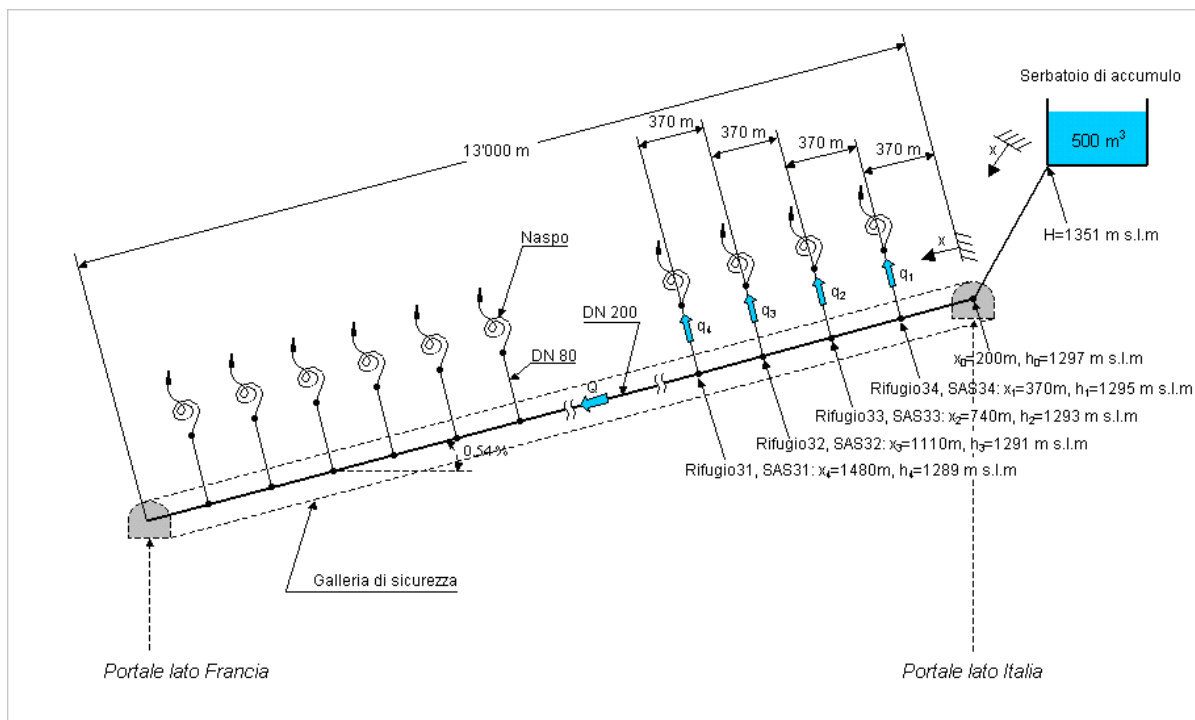 Serbatoio di accumulo
500 m³
H=1351 m s.l.m
x
x
13'000 m
370 m
370 m
370 m
370 m
Naspo
DN 200
DN 80
q₁
q₂
q₃
q₄
Q
0.54%
x₀=200m, h₀=1297 m s.l.m
Rifugio34, SAS34: x₁=370m, h₁=1295 m s.l.m
Rifugio33, SAS33: x₂=740m, h₂=1293 m s.l.m
Rifugio32, SAS32: x₃=1110m, h₃=1291 m s.l.m
Rifugio31, SAS31: x₄=1480m, h₄=1289 m s.l.m
Galleria di sicurezza
Portale lato Francia
Portale lato Italia